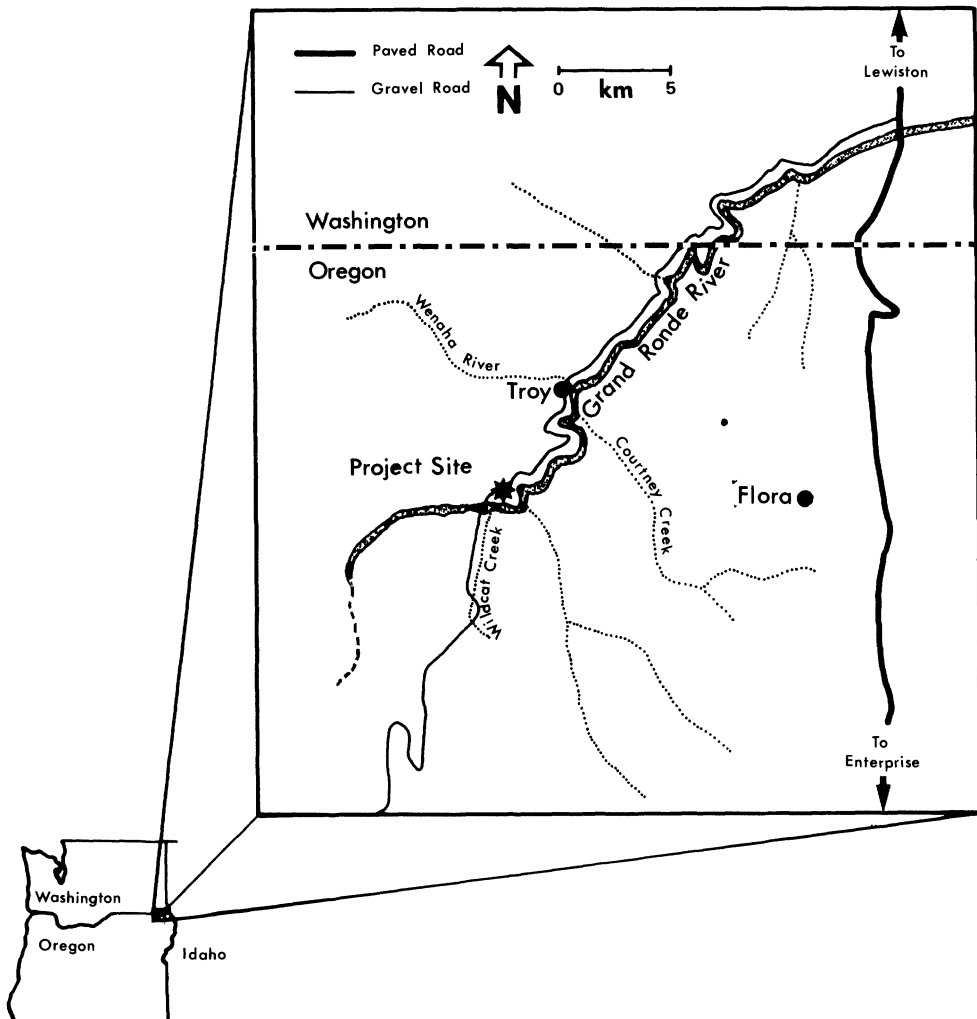 Paved Road
Gravel Road
N
0 km 5
To
Lewiston
Washington
Oregon
Wenaha River
Grand Ronde River
Troy
Project Site
Courtney Creek
Flora
Wildcat Creek
To
Enterprise
Washington
Oregon
Idaho